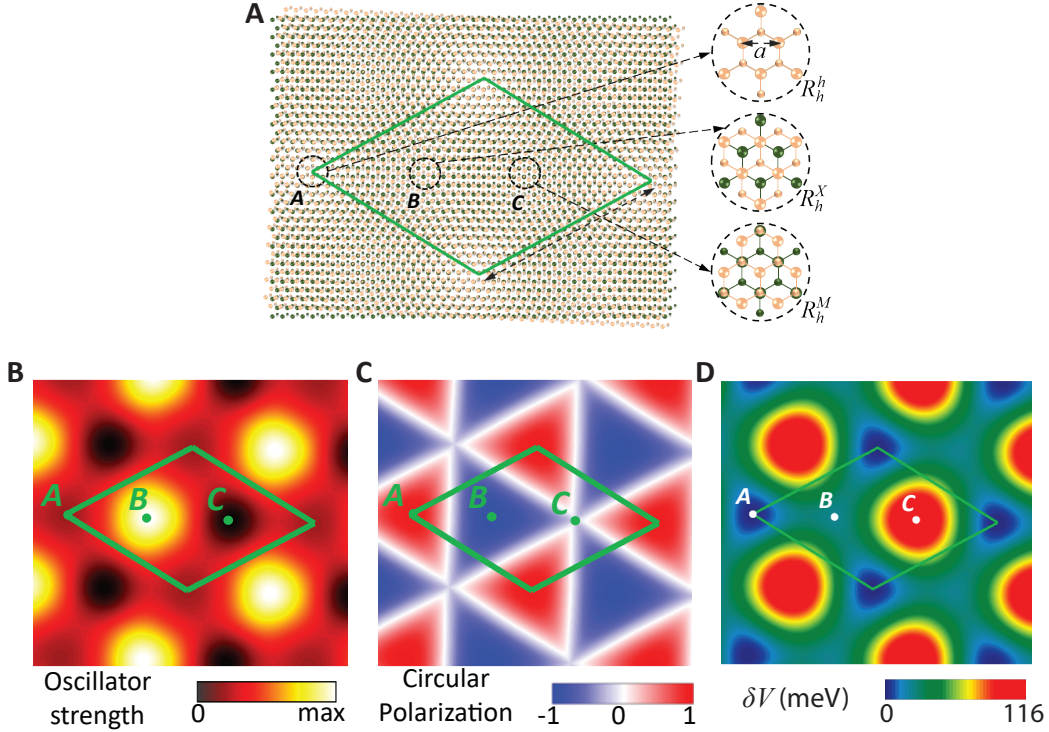 A
a
R_h^h
A
B
C
R_h^X
R_h^M
B
C
D
A
B
C
A
B
C
A
B
C
Oscillator
strength
0
max
Circular
Polarization
-1
0
1
δV (meV)
0
116